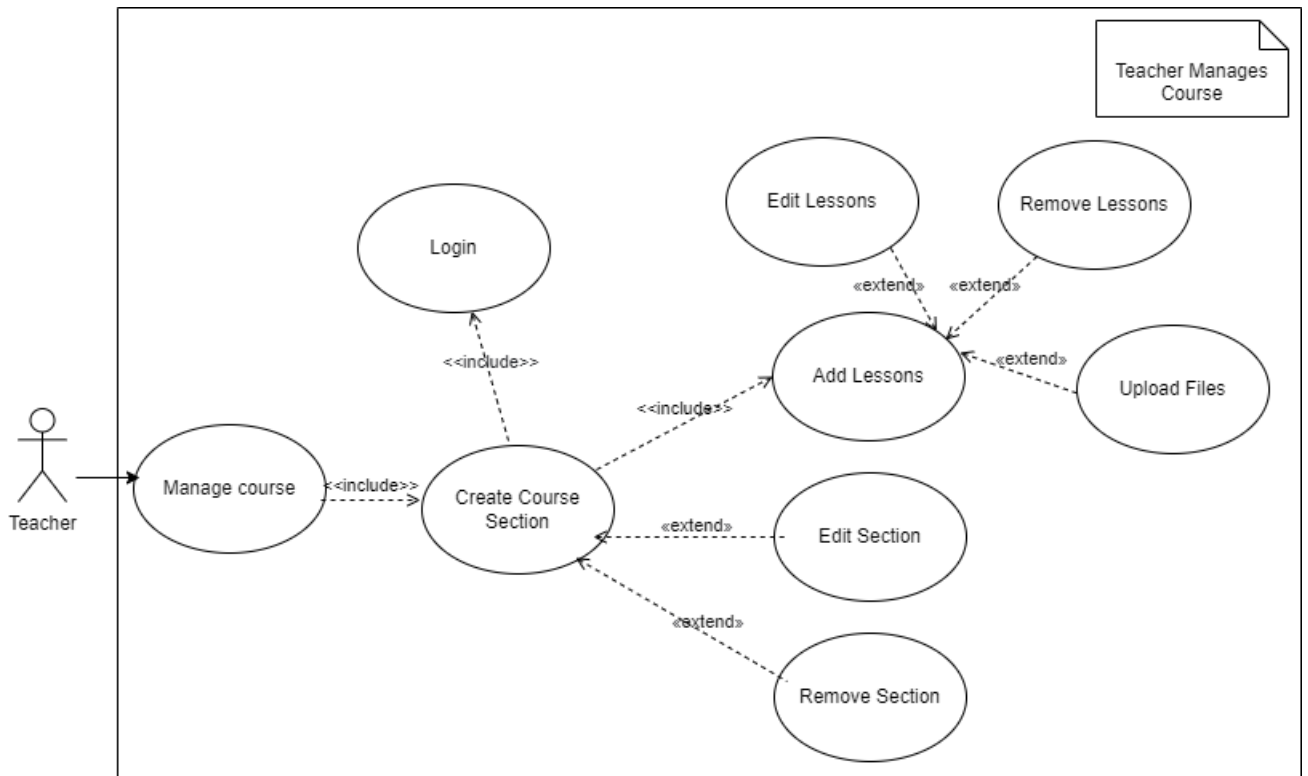 Teacher Manages
Course
Edit Lessons
Remove Lessons
Login
«extend»
«extend»
<<include>>
«extend»
Add Lessons
Upload Files
<<include>>
Manage course
<<include>>
Create Course
Section
Teacher
«extend»
Edit Section
«extend»
Remove Section